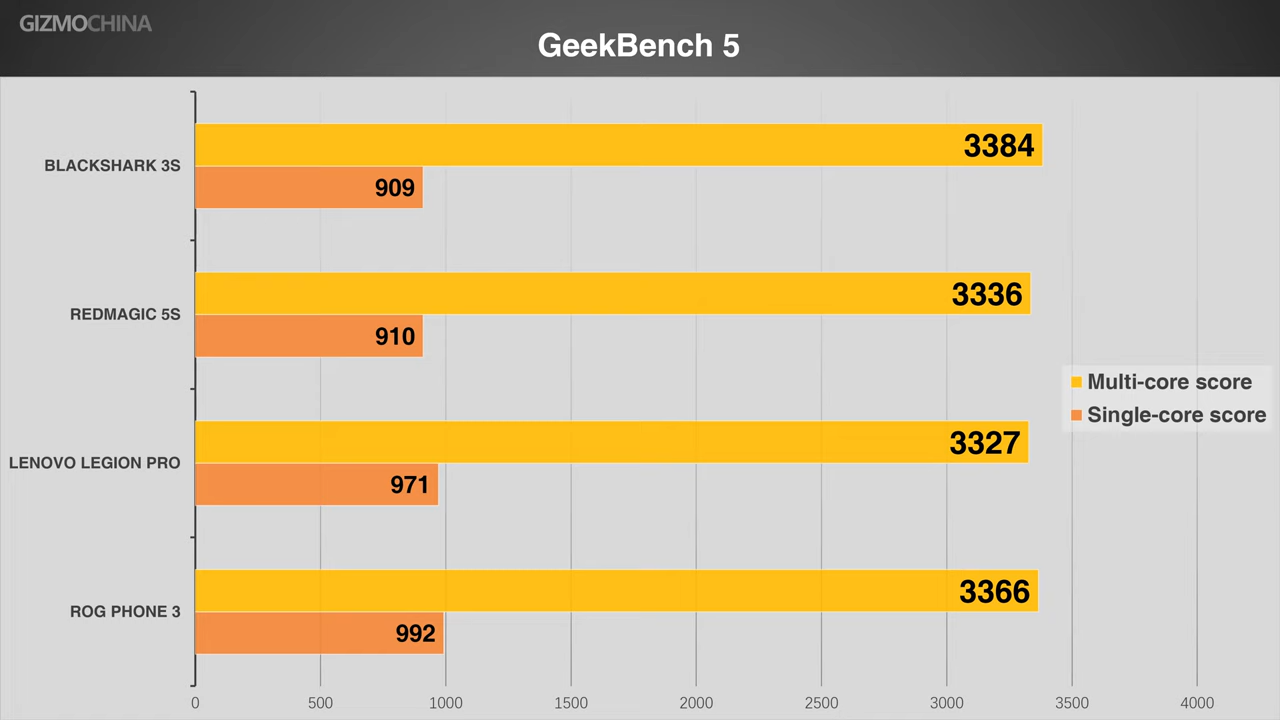 GIZMOCHINA
GeekBench 5
BLACKSHARK 3S
3384
909
REDMAGIC 5S
3336
910
LENOVO LEGION PRO
3327
971
ROG PHONE 3
3366
992
Multi-core score
Single-core score
0 500 1000 1500 2000 2500 3000 3500 4000